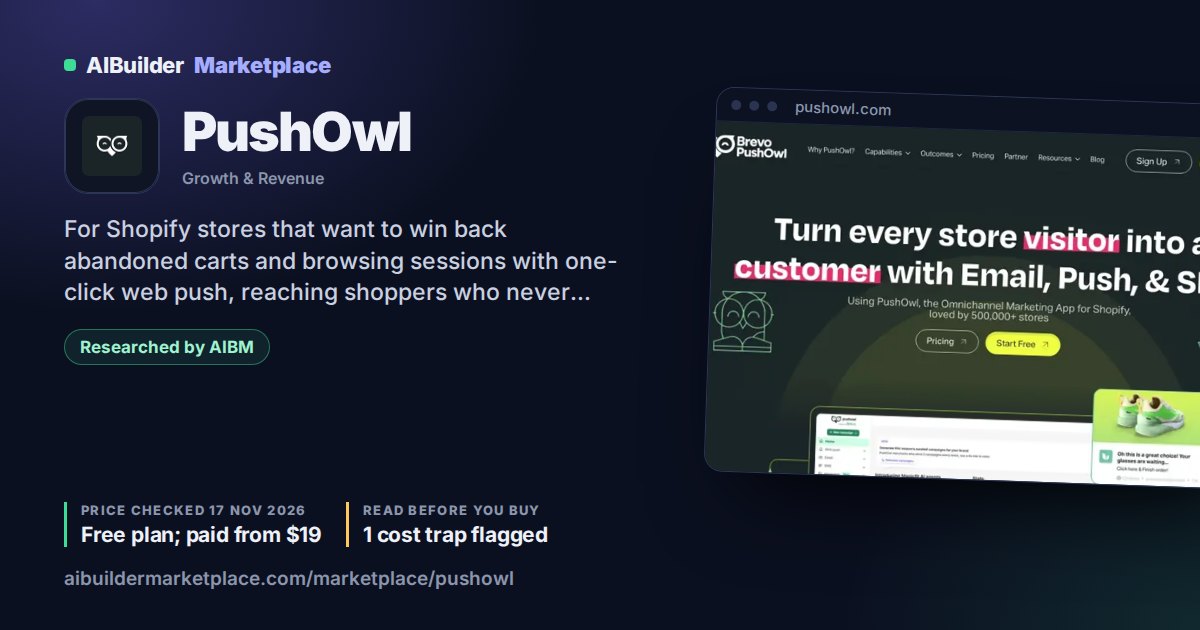 AIBuilder Marketplace
PushOwl
Growth & Revenue
For Shopify stores that want to win back
abandoned carts and browsing sessions with one-
click web push, reaching shoppers who never...
Researched by AIBM
PRICE CHECKED 17 NOV 2026
Free plan; paid from $19
READ BEFORE YOU BUY
1 cost trap flagged
aibuildermarketplace.com/marketplace/pushowl
pushowl.com
Brevo
PushOwl
Why PushOwl?
Capabilities
Outcomes
Pricing
Partner
Resources
Blog
Sign Up
Turn every store visitor into a
customer with Email, Push, & S
Using PushOwl, the Omnichannel Marketing App for Shopify,
loved by 500,000+ stores
Pricing
Start Free
Home
Oh this is a great choice! Your
glasses are waiting...
Click here & Finish order!